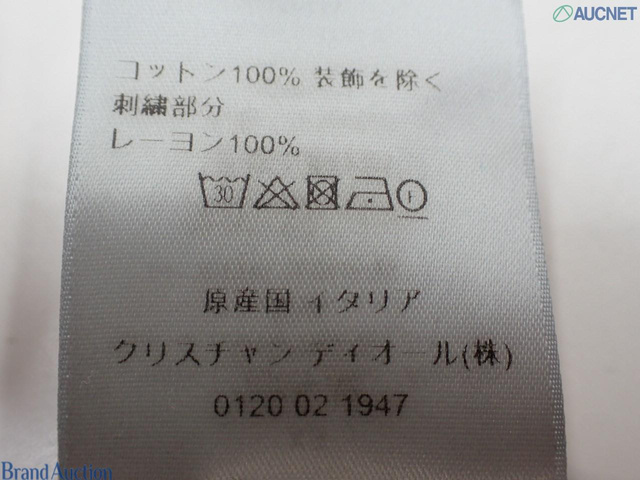 AUCNET
コットン100% 装飾を除く
刺繍部分
レーヨン100%
30
原産国 イタリア
クリスチャン ディオール(株)
0120 02 1947
Brand Auction